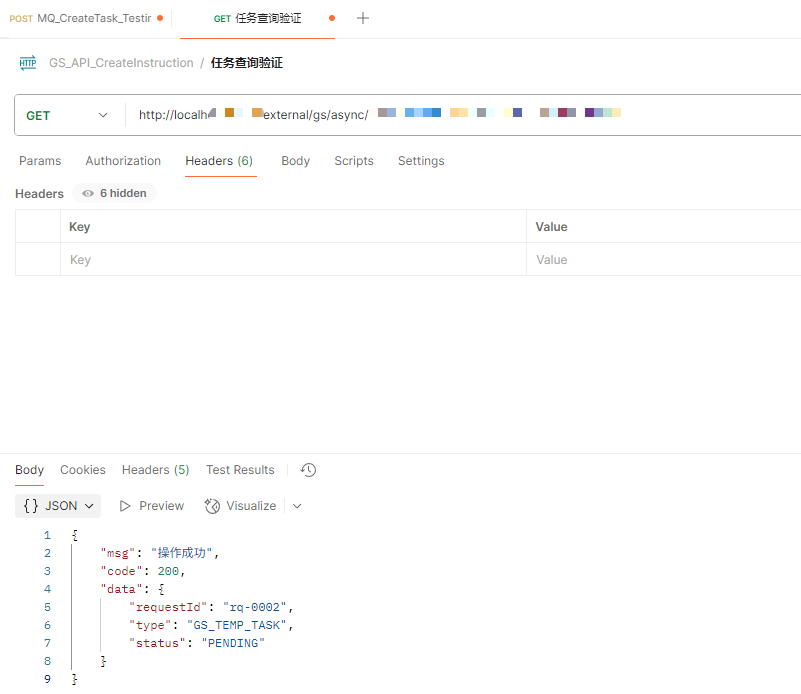 POST MQ_CreateTask_Testir
GET 任务查询验证
HTTP GS_API_CreateInstruction / 任务查询验证
GET http://localh external/gs/async/
Params Authorization Headers (6) Body Scripts Settings
Headers 6 hidden
Key Value
Key Value
Body Cookies Headers (5) Test Results
{} JSON Preview Visualize
1 {
2 "msg": "操作成功",
3 "code": 200,
4 "data": {
5 "requestId": "rq-0002",
6 "type": "GS_TEMP_TASK",
7 "status": "PENDING"
8 }
9 }